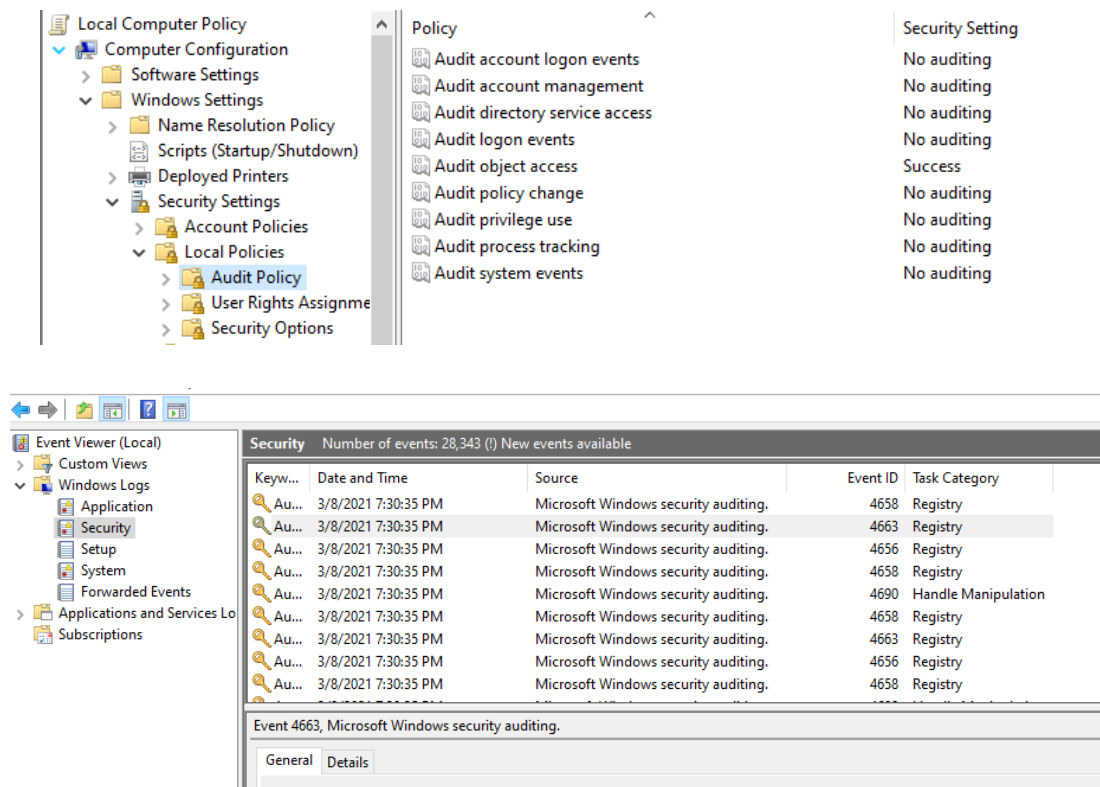 Local Computer Policy
Computer Configuration
Software Settings
Windows Settings
Name Resolution Policy
Scripts (Startup/Shutdown)
Deployed Printers
Security Settings
Account Policies
Local Policies
Audit Policy
User Rights Assignme
Security Options
Policy Security Setting
Audit account logon events No auditing
Audit account management No auditing
Audit directory service access No auditing
Audit logon events No auditing
Audit object access Success
Audit policy change No auditing
Audit privilege use No auditing
Audit process tracking No auditing
Audit system events No auditing
Event Viewer (Local)
Custom Views
Windows Logs
Application
Security
Setup
System
Forwarded Events
Applications and Services Lo
Subscriptions
Security Number of events: 28,343 (!) New events available
Keyw... Date and Time Source Event ID Task Category
Au... 3/8/2021 7:30:35 PM Microsoft Windows security auditing. 4658 Registry
Au... 3/8/2021 7:30:35 PM Microsoft Windows security auditing. 4663 Registry
Au... 3/8/2021 7:30:35 PM Microsoft Windows security auditing. 4656 Registry
Au... 3/8/2021 7:30:35 PM Microsoft Windows security auditing. 4658 Registry
Au... 3/8/2021 7:30:35 PM Microsoft Windows security auditing. 4690 Handle Manipulation
Au... 3/8/2021 7:30:35 PM Microsoft Windows security auditing. 4658 Registry
Au... 3/8/2021 7:30:35 PM Microsoft Windows security auditing. 4663 Registry
Au... 3/8/2021 7:30:35 PM Microsoft Windows security auditing. 4656 Registry
Au... 3/8/2021 7:30:35 PM Microsoft Windows security auditing. 4658 Registry
Event 4663, Microsoft Windows security auditing.
General Details